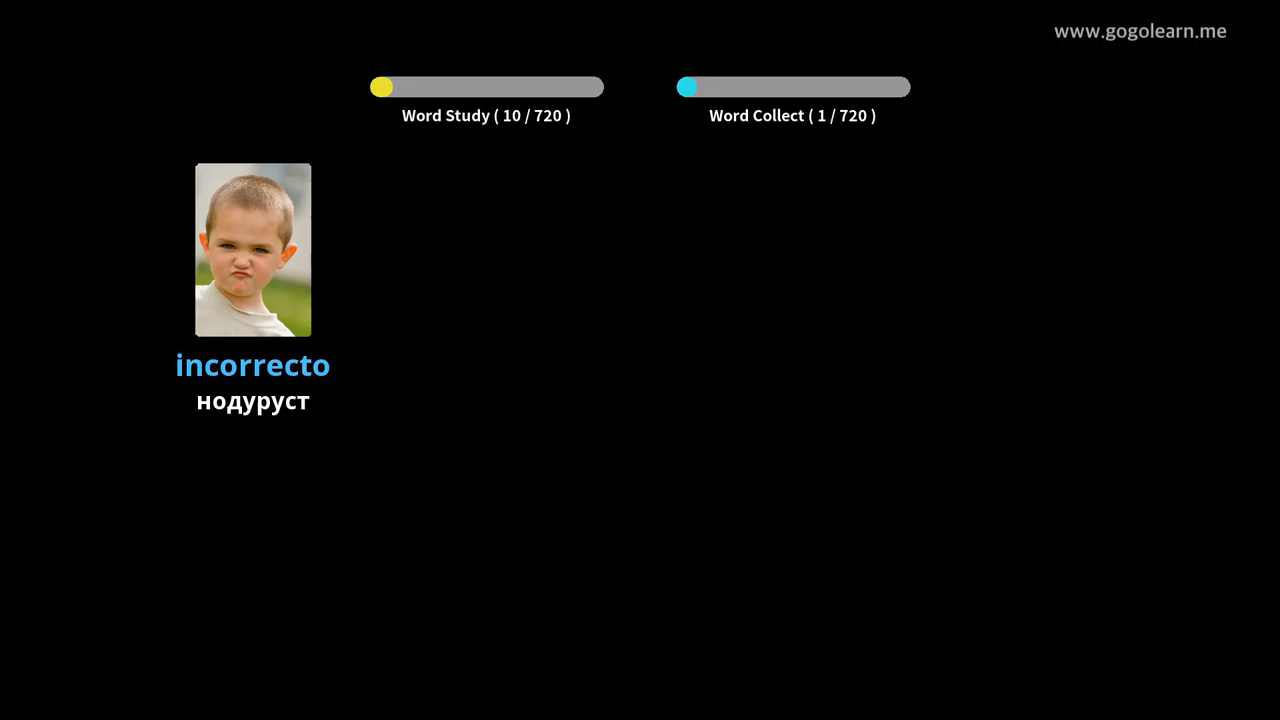 www.gogolearn.me
Word Study ( 10 / 720 )
Word Collect ( 1 / 720 )
incorrecto
нодуруст